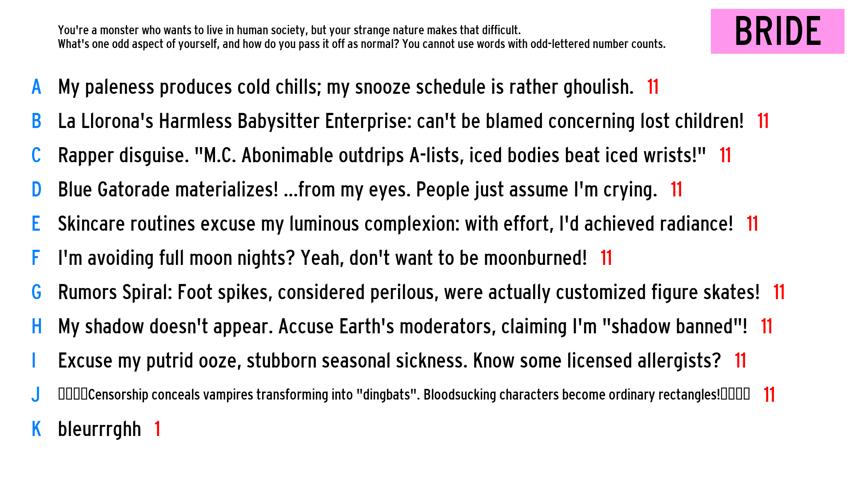 You're a monster who wants to live in human society, but your strange nature makes that difficult.
What's one odd aspect of yourself, and how do you pass it off as normal? You cannot use words with odd-lettered number counts.
BRIDE
A My paleness produces cold chills; my snooze schedule is rather ghoulish. 11
B La Llorona's Harmless Babysitter Enterprise: can't be blamed concerning lost children! 11
C Rapper disguise. "M.C. Abonimable outdrips A-lists, iced bodies beat iced wrists!" 11
D Blue Gatorade materializes! ...from my eyes. People just assume I'm crying. 11
E Skincare routines excuse my luminous complexion: with effort, I'd achieved radiance! 11
F I'm avoiding full moon nights? Yeah, don't want to be moonburned! 11
G Rumors Spiral: Foot spikes, considered perilous, were actually customized figure skates! 11
H My shadow doesn't appear. Accuse Earth's moderators, claiming I'm "shadow banned"! 11
I Excuse my putrid ooze, stubborn seasonal sickness. Know some licensed allergists? 11
J ▯▯▯▯Censorship conceals vampires transforming into "dingbats". Bloodsucking characters become ordinary rectangles!▯▯▯▯ 11
K bleurrrghh 1